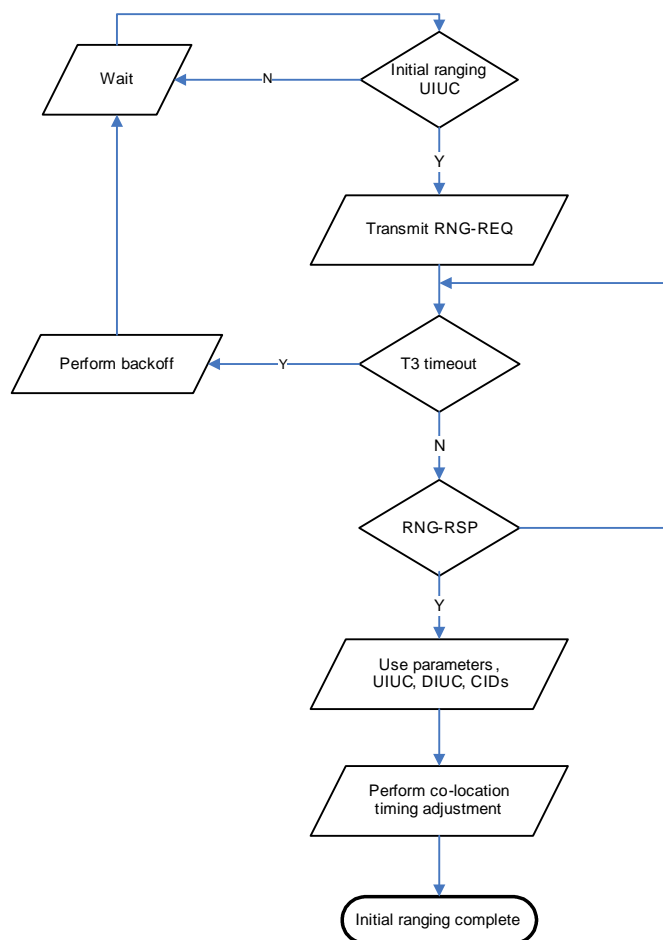 Wait
N
Initial ranging
UIUC
Y
Transmit RNG-REQ
Perform backoff
Y
T3 timeout
N
RNG-RSP
Y
Use parameters,
UIUC, DIUC, CIDs
Perform co-location
timing adjustment
Initial ranging complete